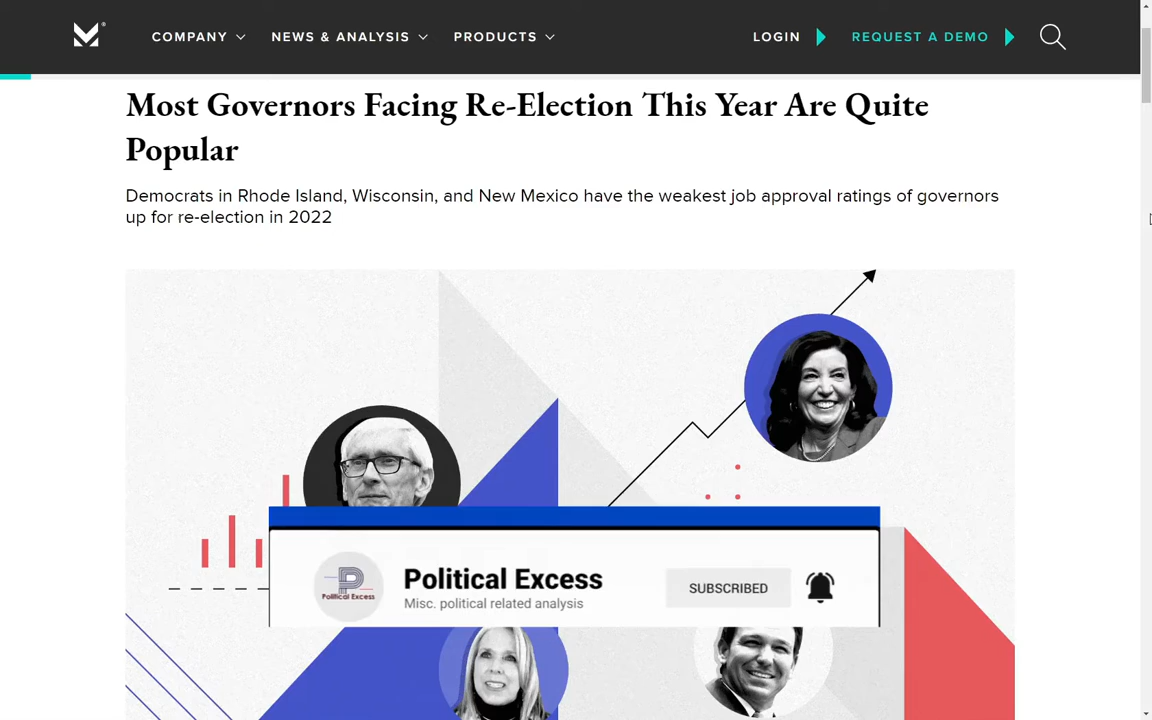 COMPANY NEWS & ANALYSIS PRODUCTS LOGIN REQUEST A DEMO
Most Governors Facing Re-Election This Year Are Quite
Popular
Democrats in Rhode Island, Wisconsin, and New Mexico have the weakest job approval ratings of governors
up for re-election in 2022
P
Political Excess
Political Excess
Misc. political related analysis
SUBSCRIBED